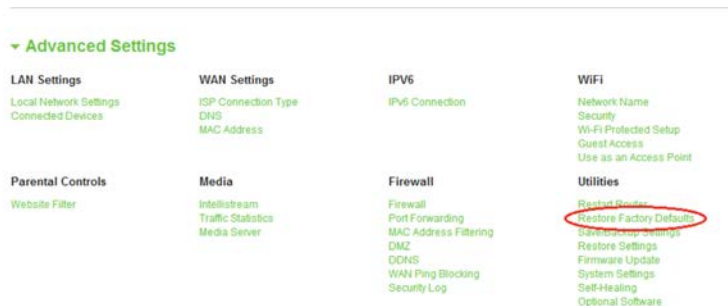 Advanced Settings
LAN Settings
Local Network Settings
Connected Devices
WAN Settings
ISP Connection Type
DNS
MAC Address
IPV6
IPv6 Connection
WiFi
Network Name
Security
Wi-Fi Protected Setup
Guest Access
Use as an Access Point
Parental Controls
Website Filter
Media
Intellistream
Traffic Statistics
Media Server
Firewall
Firewall
Port Forwarding
MAC Address Filtering
DMZ
DDNS
WAN Ping Blocking
Security Log
Utilities
Restart Router
Restore Factory Defaults
Save/Backup Settings
Restore Settings
Firmware Update
System Settings
Self-Healing
Optional Software